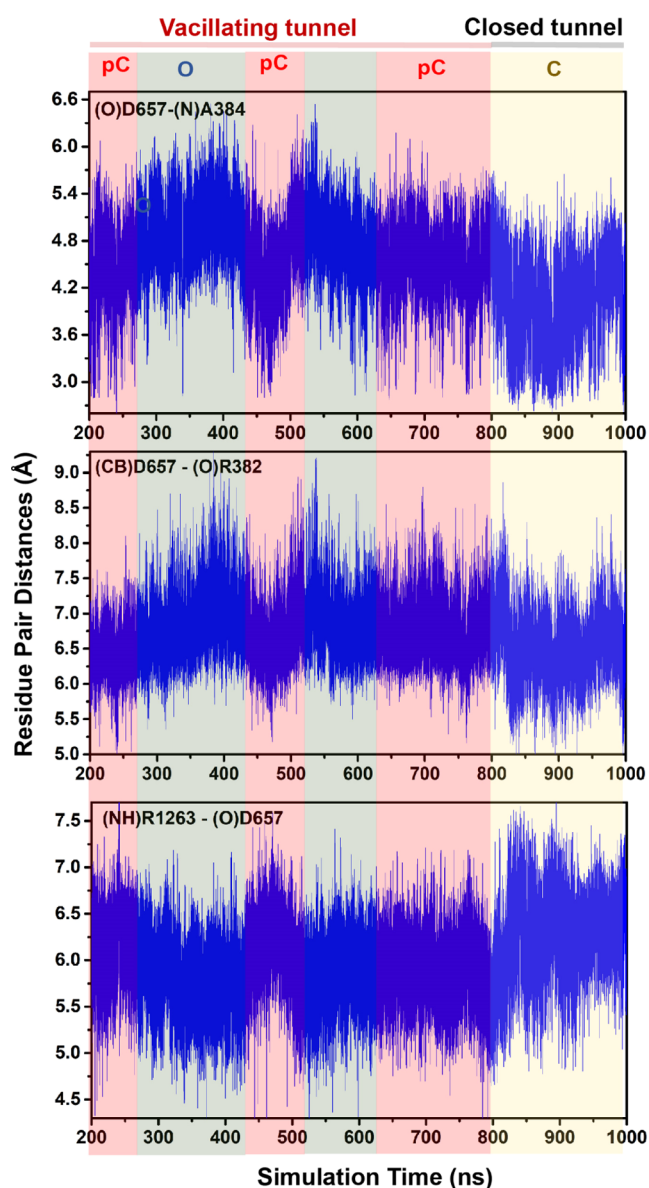 Vacillating tunnel Closed tunnel
pC O pC pC C
(O)D657-(N)A384
6.6
6.0
5.4
O
4.8
4.2
3.6
3.0
200 300 400 500 600 700 800 900 1000
(CB)D657 - (O)R382
9.0
8.5
8.0
7.5
7.0
6.5
6.0
5.5
5.0
200 300 400 500 600 700 800 900 1000
Residue Pair Distances (Å)
(NH)R1263 - (O)D657
7.5
7.0
6.5
6.0
5.5
5.0
4.5
200 300 400 500 600 700 800 900 1000
Simulation Time (ns)